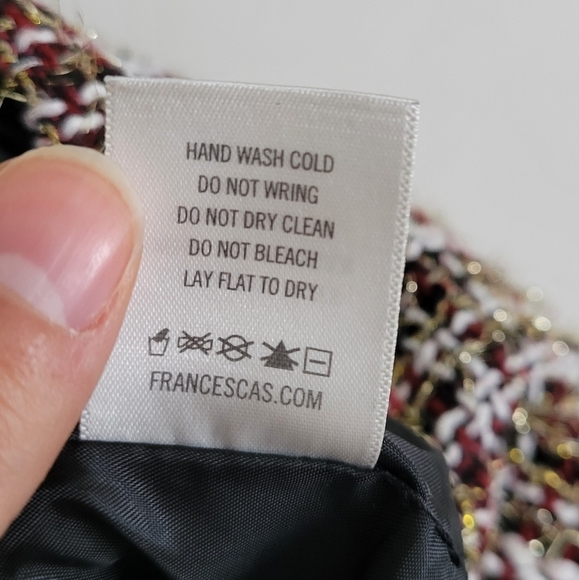 HAND WASH COLD
DO NOT WRING
DO NOT DRY CLEAN
DO NOT BLEACH
LAY FLAT TO DRY
FRANCESCAS.COM